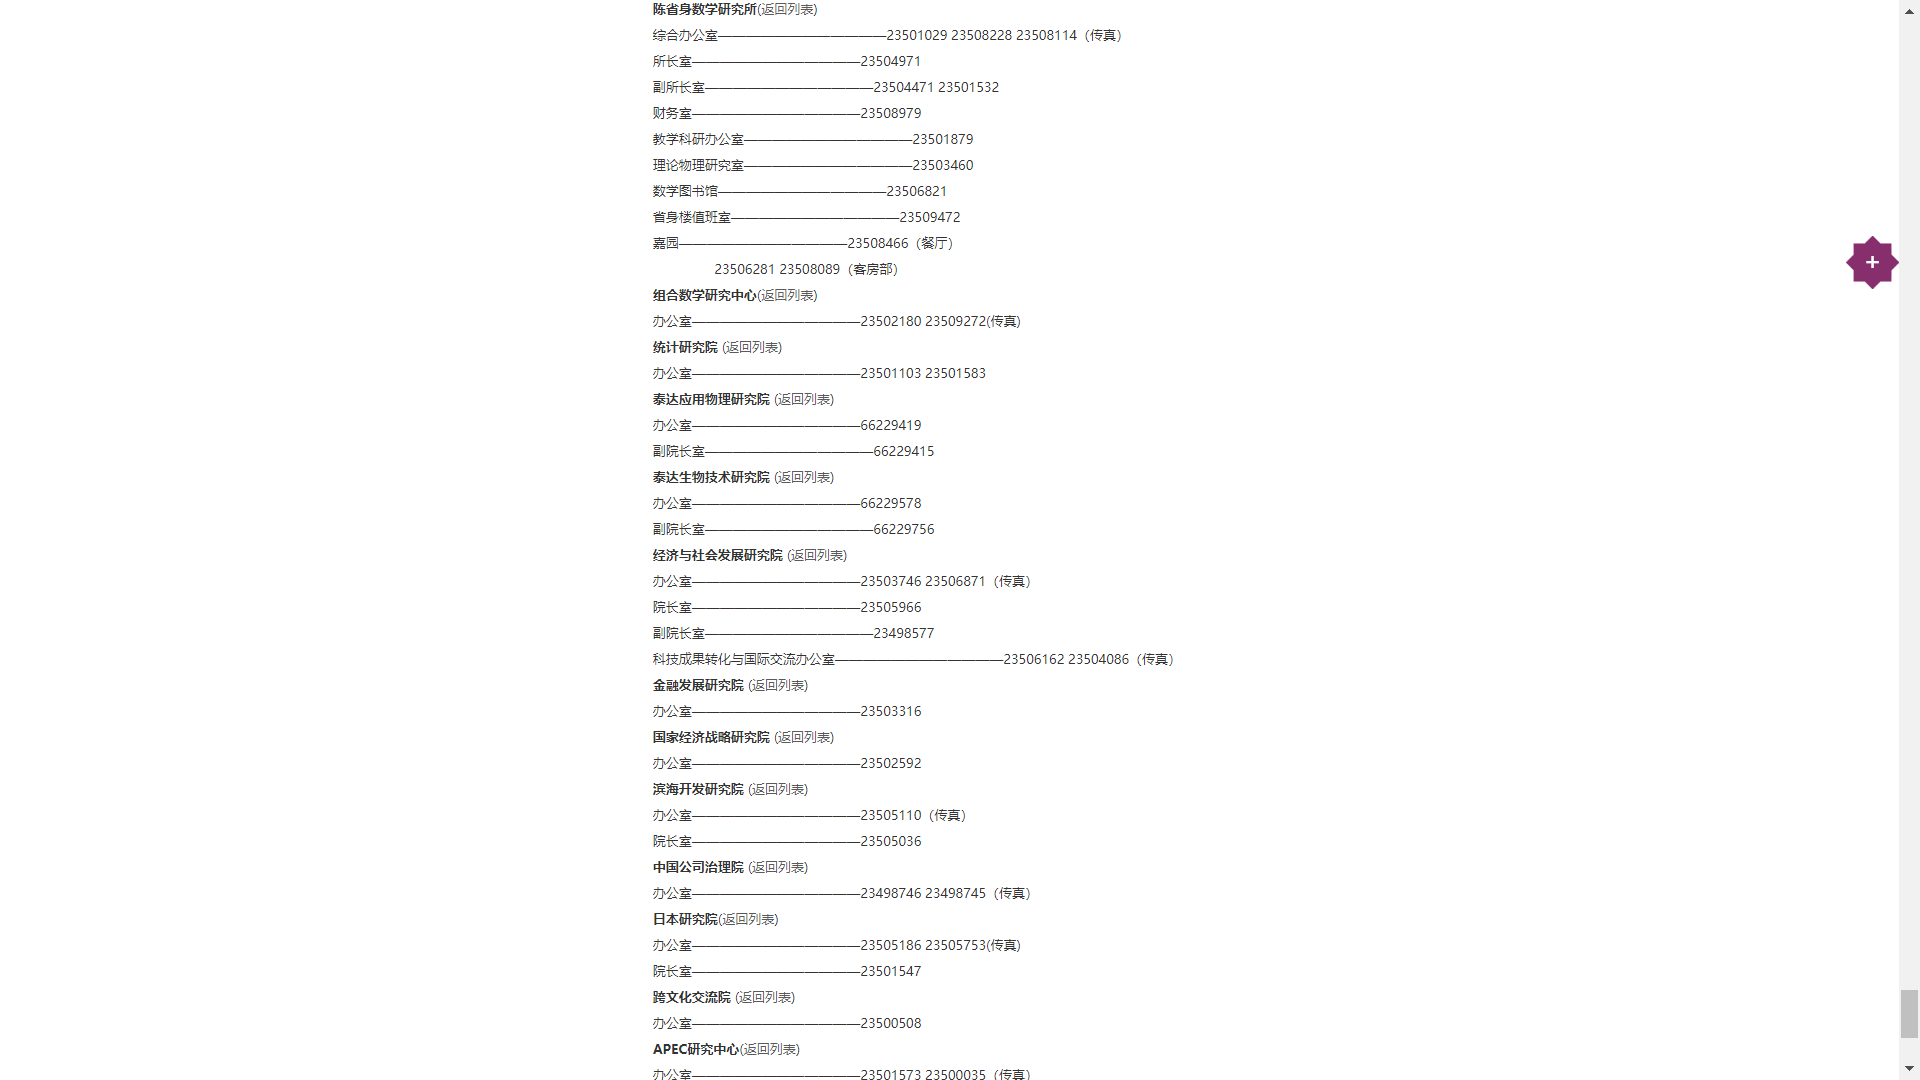 陈省身数学研究所(返回列表)
综合办公室—————————————23501029 23508228 23508114（传真）
所长室—————————————23504971
副所长室—————————————23504471 23501532
财务室—————————————23508979
教学科研办公室—————————————23501879
理论物理研究室—————————————23503460
数学图书馆—————————————23506821
省身楼值班室—————————————23509472
嘉园—————————————23508466（餐厅）
23506281 23508089（客房部）
组合数学研究中心(返回列表)
办公室—————————————23502180 23509272(传真)
统计研究院 (返回列表)
办公室—————————————23501103 23501583
泰达应用物理研究院 (返回列表)
办公室—————————————66229419
副院长室—————————————66229415
泰达生物技术研究院 (返回列表)
办公室—————————————66229578
副院长室—————————————66229756
经济与社会发展研究院 (返回列表)
办公室—————————————23503746 23506871（传真）
院长室—————————————23505966
副院长室—————————————23498577
科技成果转化与国际交流办公室—————————————23506162 23504086（传真）
金融发展研究院 (返回列表)
办公室—————————————23503316
国家经济战略研究院 (返回列表)
办公室—————————————23502592
滨海开发研究院 (返回列表)
办公室—————————————23505110（传真）
院长室—————————————23505036
中国公司治理院 (返回列表)
办公室—————————————23498746 23498745（传真）
日本研究院(返回列表)
办公室—————————————23505186 23505753(传真)
院长室—————————————23501547
跨文化交流院 (返回列表)
办公室—————————————23500508
APEC研究中心(返回列表)
办公室—————————————23501573 23500035（传真）